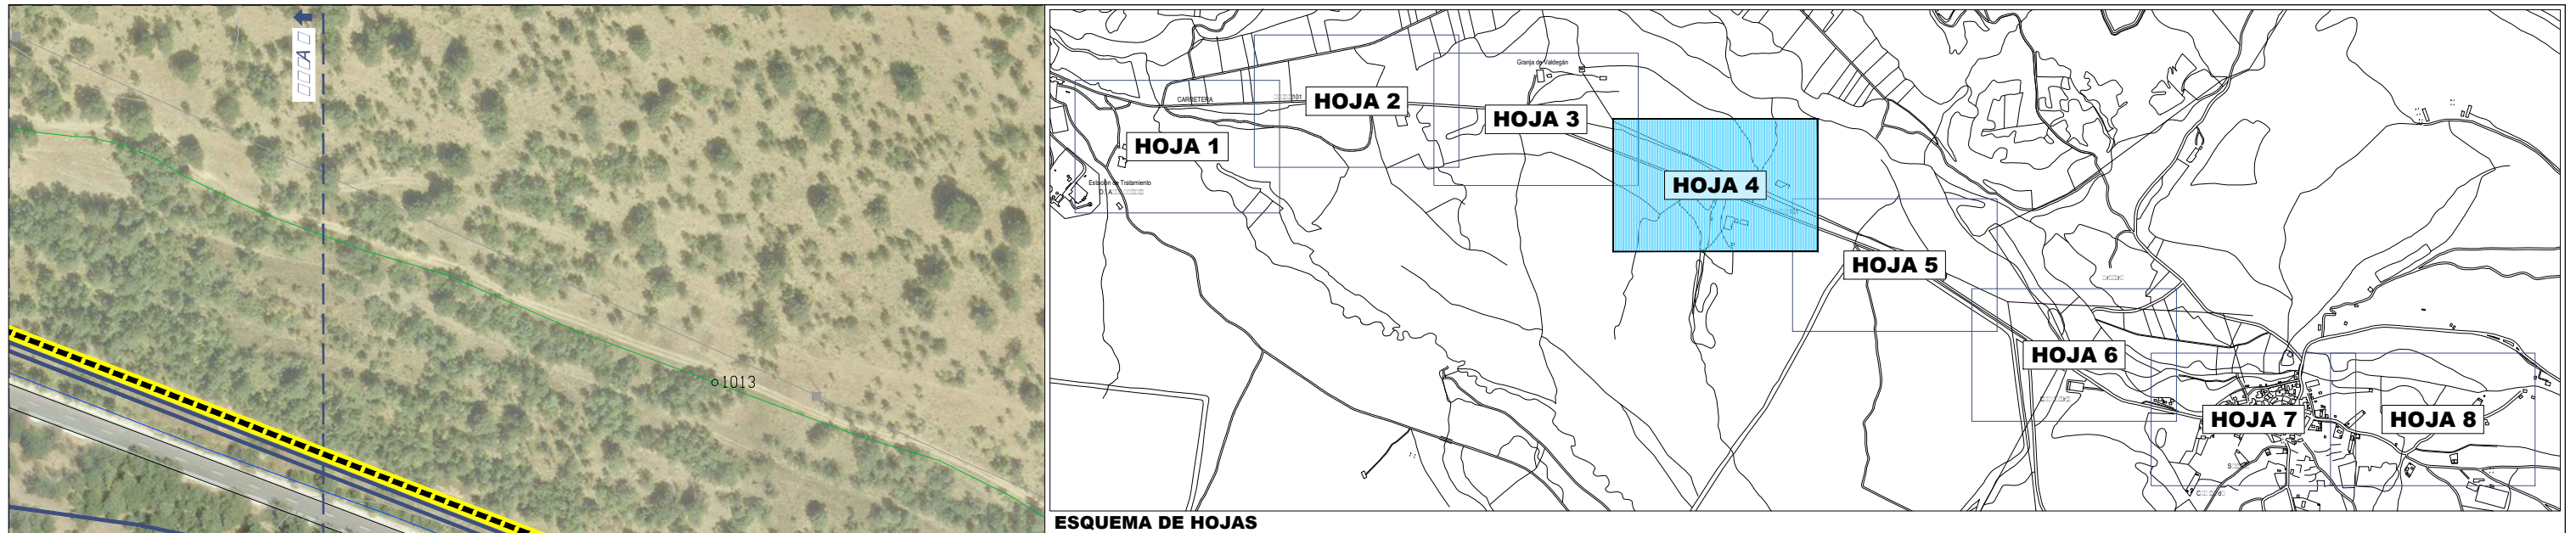 A
1013
HOJA 1
HOJA 2
HOJA 3
HOJA 4
HOJA 5
HOJA 6
HOJA 7
HOJA 8
Granja de Valdegán
CARRETERA
101
Estación de Tratamiento
ESQUEMA DE HOJAS